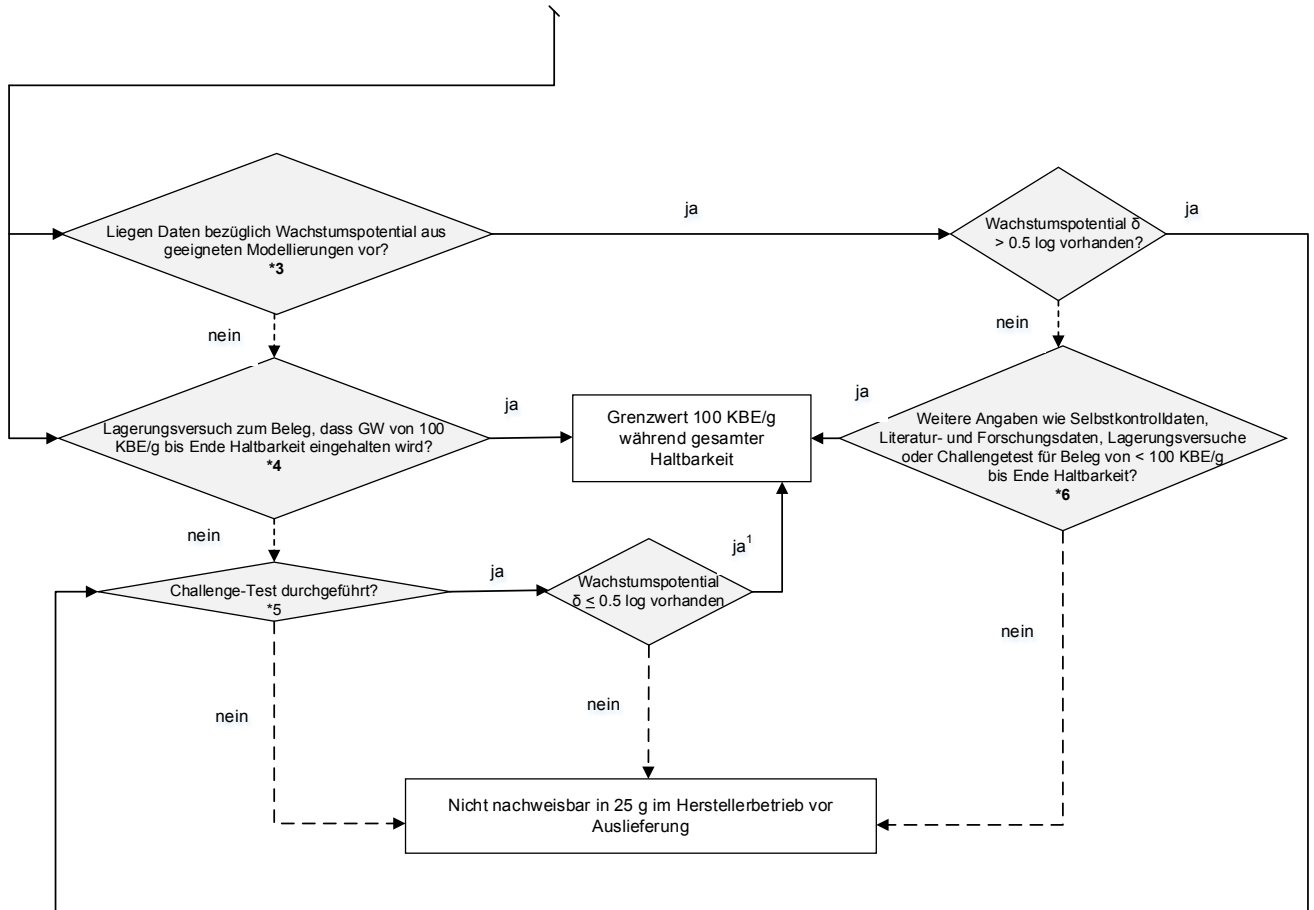 Liegen Daten bezüglich Wachstumspotential aus
geeigneten Modellierungen vor?
*3
ja
Wachstumspotential δ
> 0.5 log vorhanden?
ja
nein
nein
Lagerungsversuch zum Beleg, dass GW von 100
KBE/g bis Ende Haltbarkeit eingehalten wird?
*4
ja
Grenzwert 100 KBE/g
während gesamter
Haltbarkeit
ja
Weitere Angaben wie Selbstkontrolldaten,
Literatur- und Forschungsdaten, Lagerungsversuche
oder Challengetest für Beleg von < 100 KBE/g
bis Ende Haltbarkeit?
*6
nein
Challenge-Test durchgeführt?
*5
ja
Wachstumspotential
δ ≤ 0.5 log vorhanden
ja¹
nein
nein
nein
Nicht nachweisbar in 25 g im Herstellerbetrieb vor
Auslieferung